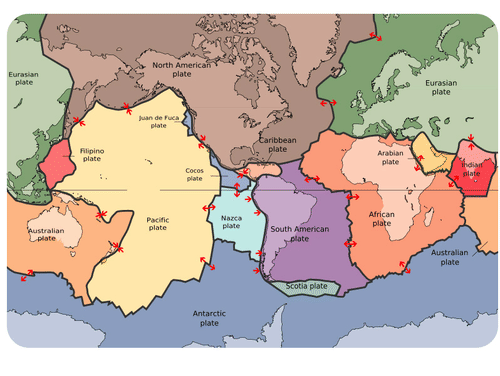 North American
plate
Eurasian
plate
Eurasian
plate
Juan de Fuca
plate
Filipino
plate
Caribbean
plate
Arabian
plate
Indian
plate
Cocos
plate
Pacific
plate
Nazca
plate
South American
plate
African
plate
Australian
plate
Australian
plate
Scotia plate
Antarctic
plate